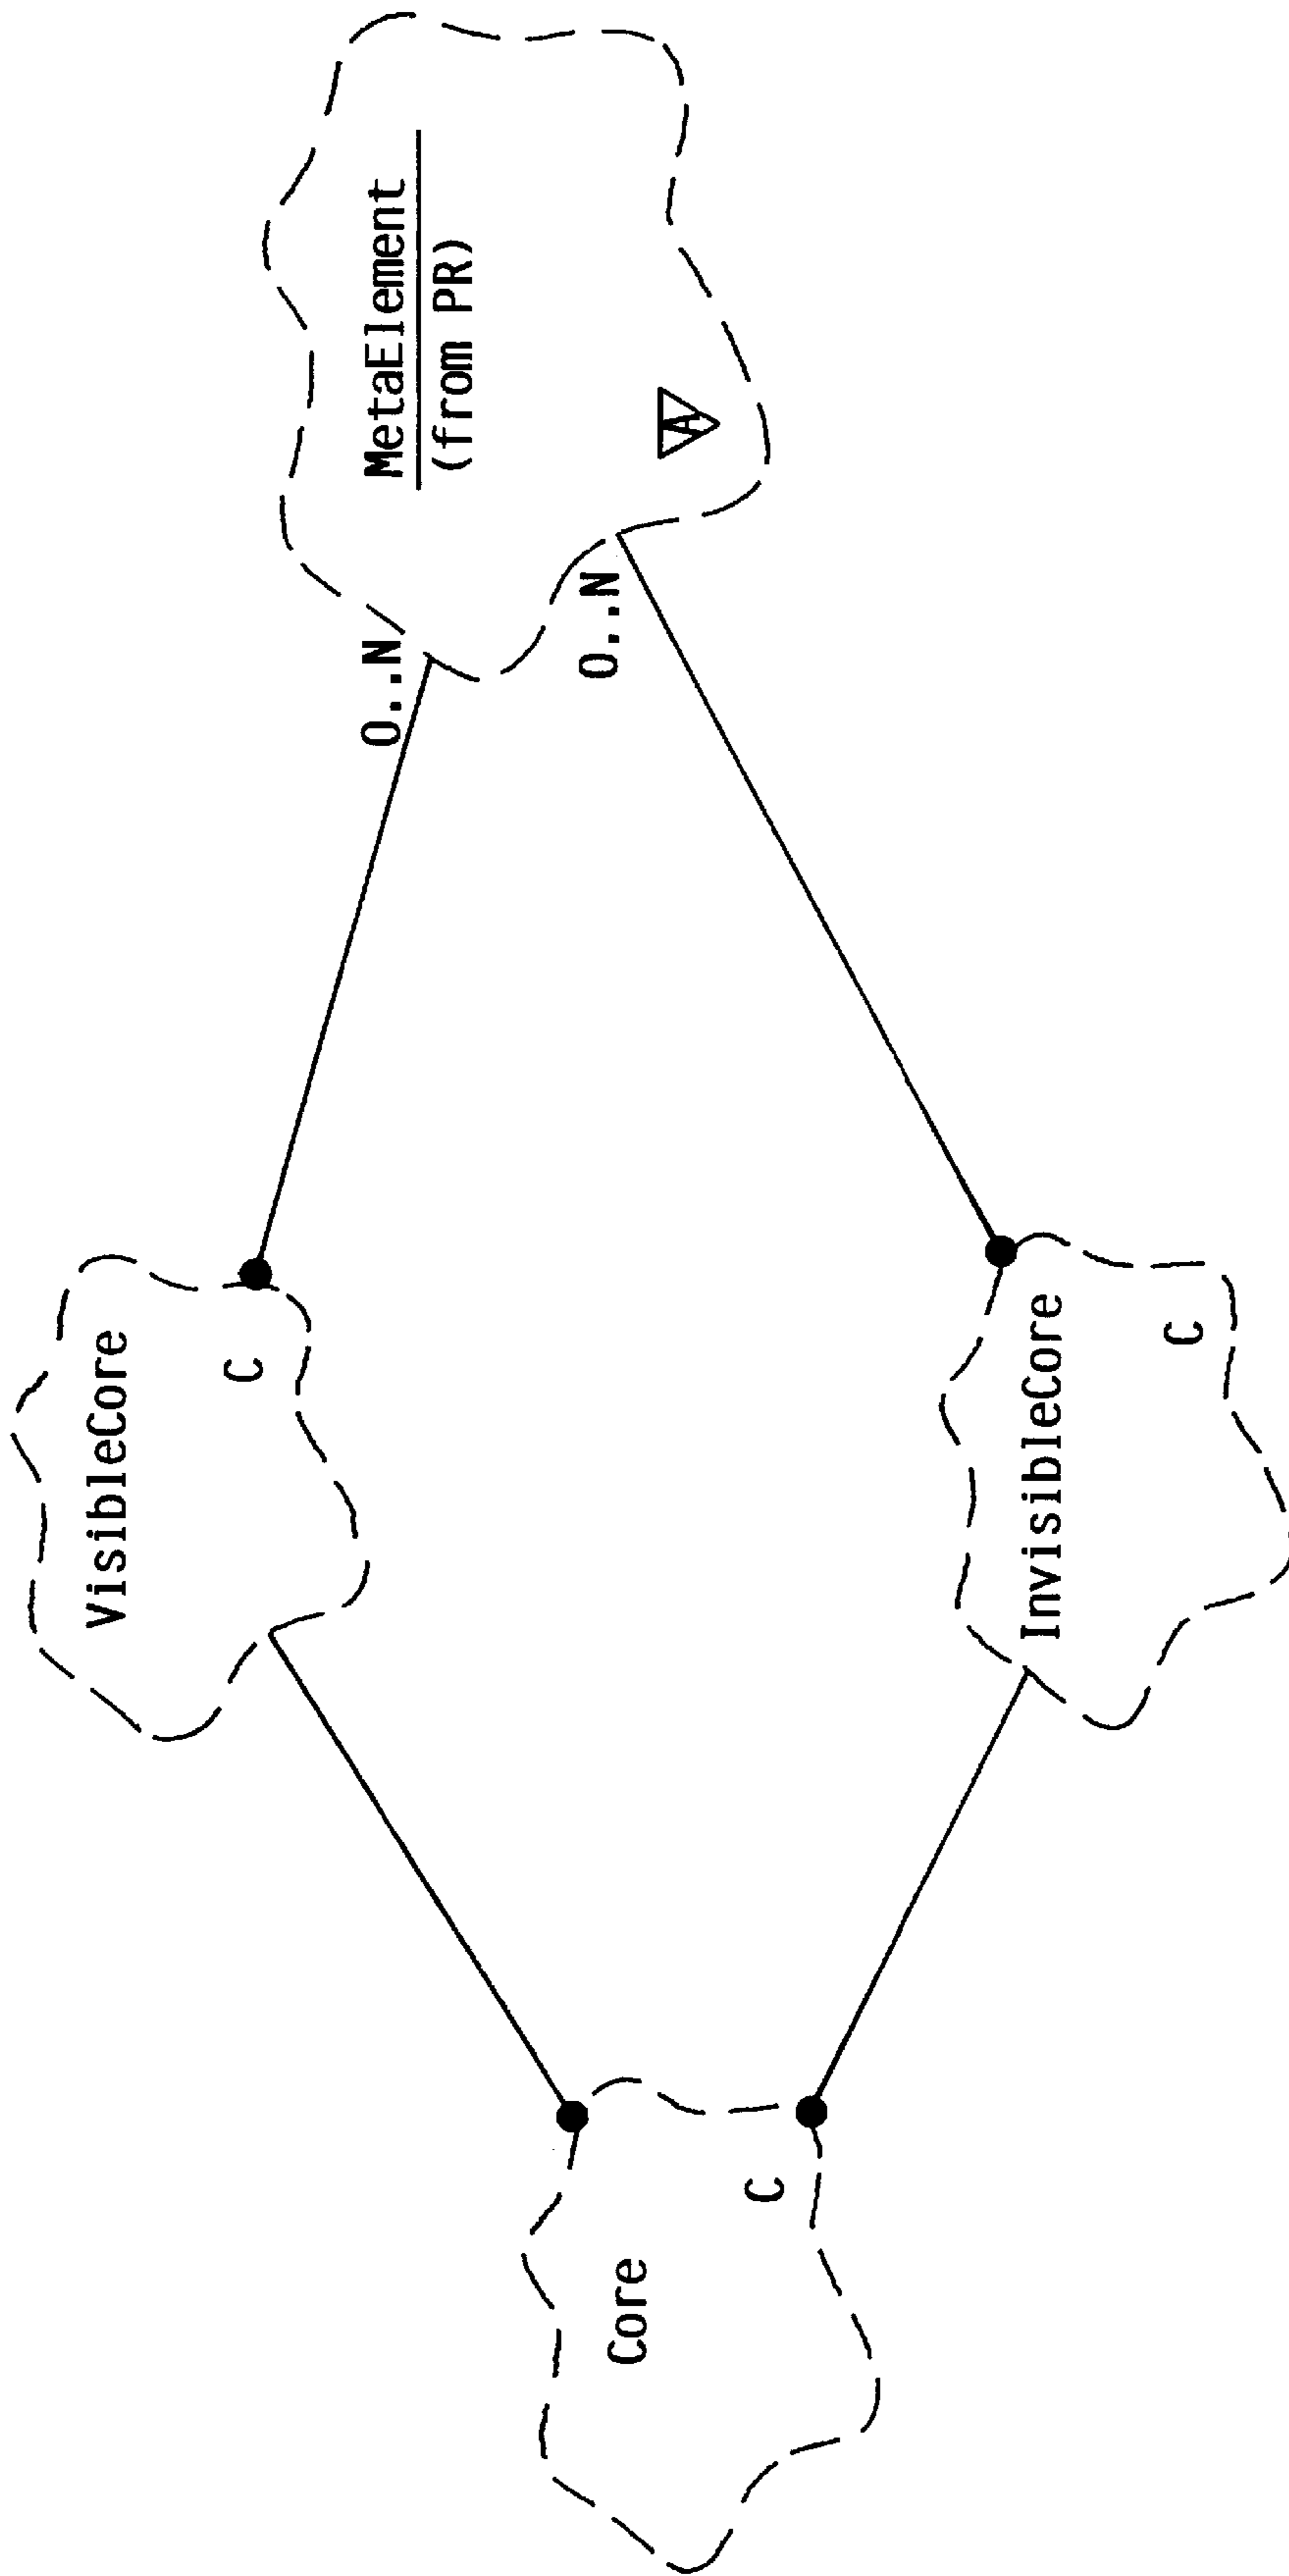 VisibleCore
C
0..N
MetaElement
(from PR)
0..N
A
Core
C
InvisibleCore
C